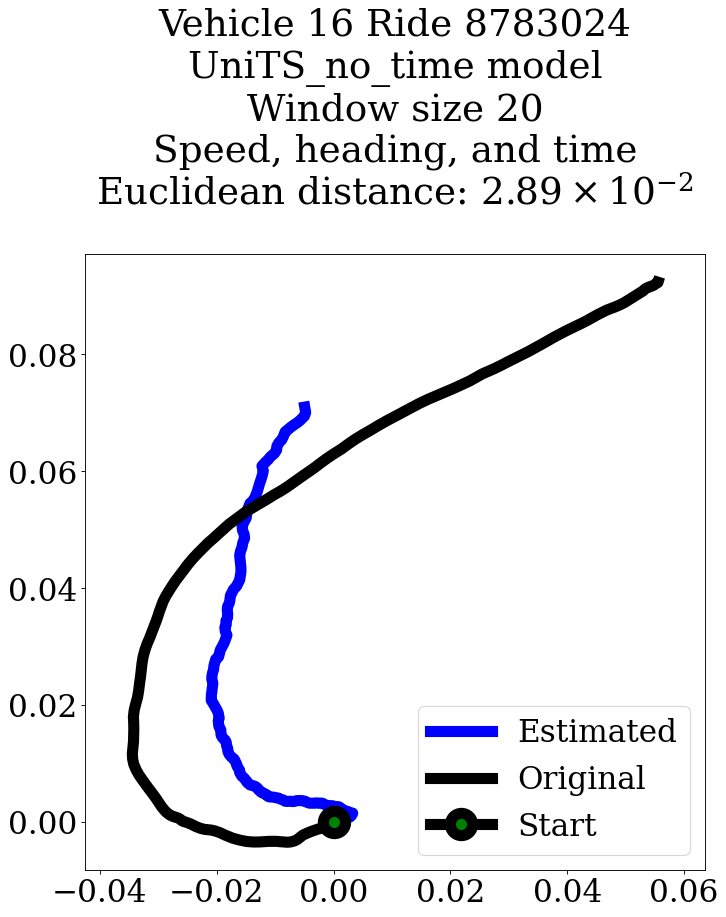 Vehicle 16 Ride 8783024
UniTS_no_time model
Window size 20
Speed, heading, and time
Euclidean distance: 2.89 × 10⁻²
0.08
0.06
0.04
0.02
0.00
Estimated
Original
Start
−0.04 −0.02 0.00 0.02 0.04 0.06